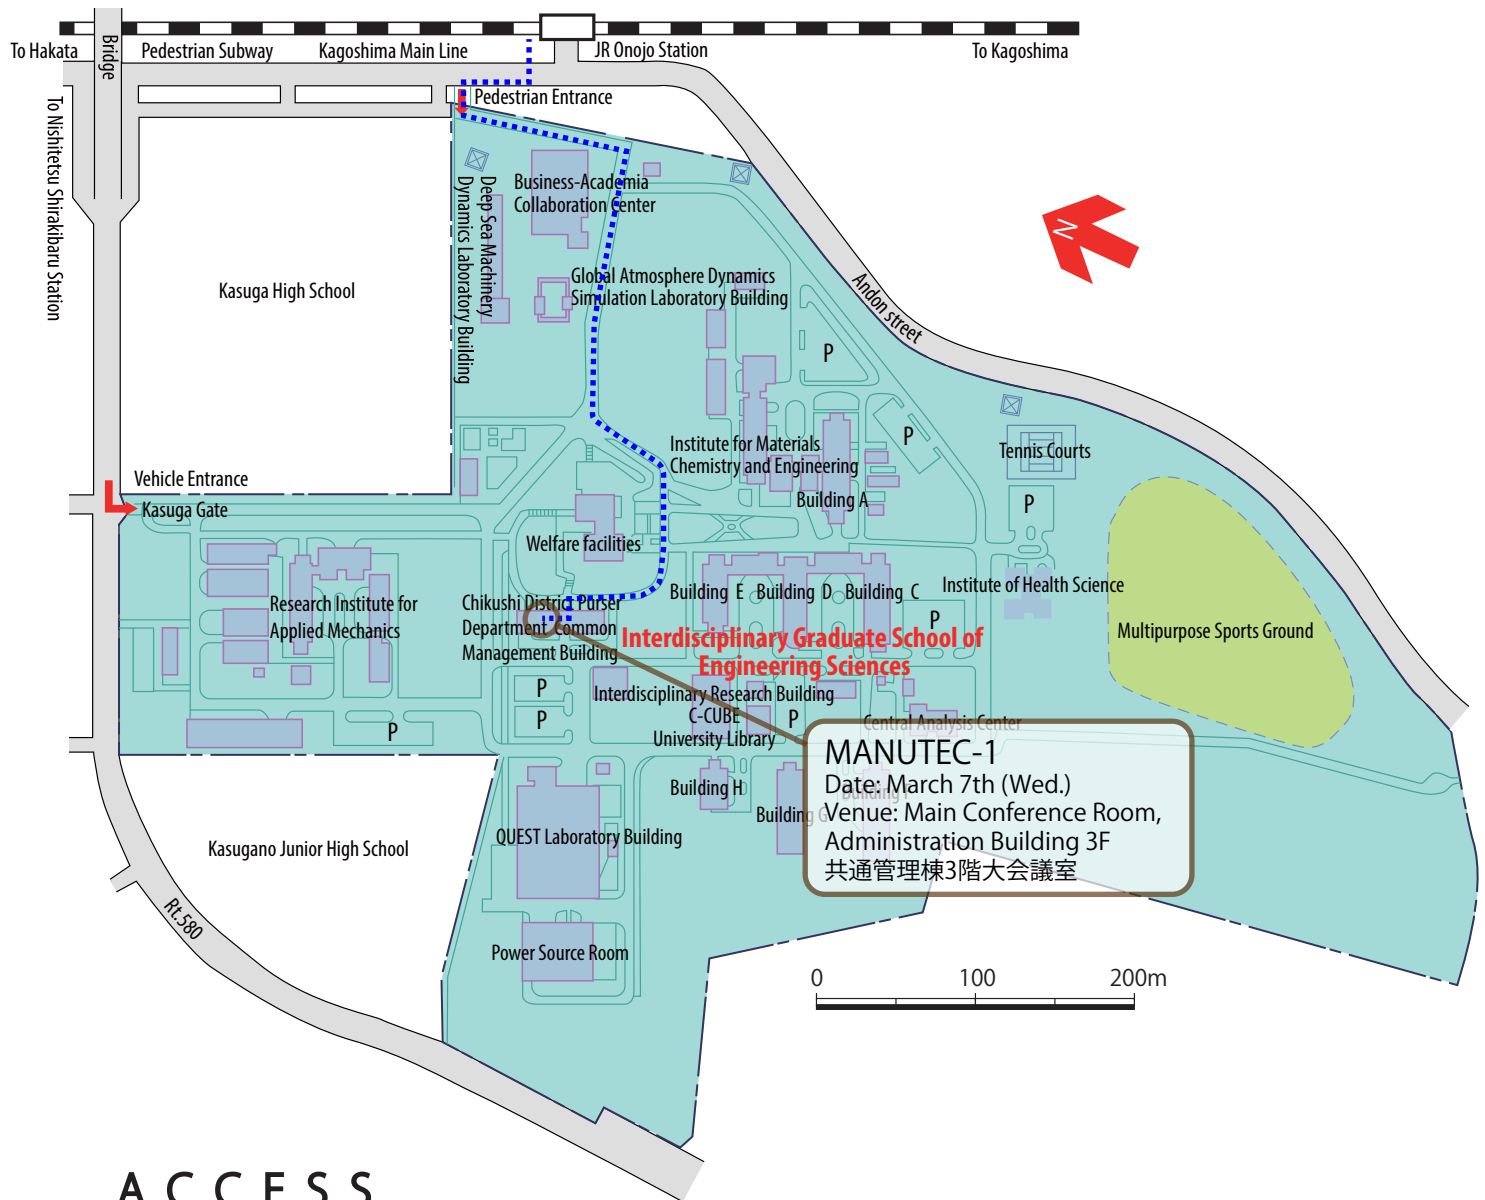 To Hakata
Bridge
Pedestrian Subway
Kagoshima Main Line
JR Onojo Station
To Kagoshima
To Nishitetsu Shirakibaru Station
Pedestrian Entrance
Deep Sea Machinery
Dynamics Laboratory Building
Business-Academia
Collaboration Center
N
Kasuga High School
Global Atmosphere Dynamics
Simulation Laboratory Building
Andon street
P
P
Institute for Materials
Chemistry and Engineering
Tennis Courts
Vehicle Entrance
Kasuga Gate
Building A
P
Welfare facilities
Building E
Building D
Building C
Institute of Health Science
Research Institute for
Applied Mechanics
Chikushi District Purser
Department Common
Management Building
P
Multipurpose Sports Ground
Interdisciplinary Graduate School of
Engineering Sciences
P
P
P
Interdisciplinary Research Building
C-CUBE
University Library
P
Central Analysis Center
MANUTEC-1
Date: March 7th (Wed.)
Venue: Main Conference Room,
Administration Building 3F
共通管理棟3階大会議室
Building H
Building G
Building
QUEST Laboratory Building
Kasugano Junior High School
Rt.580
Power Source Room
0
100
200m
ACCESS